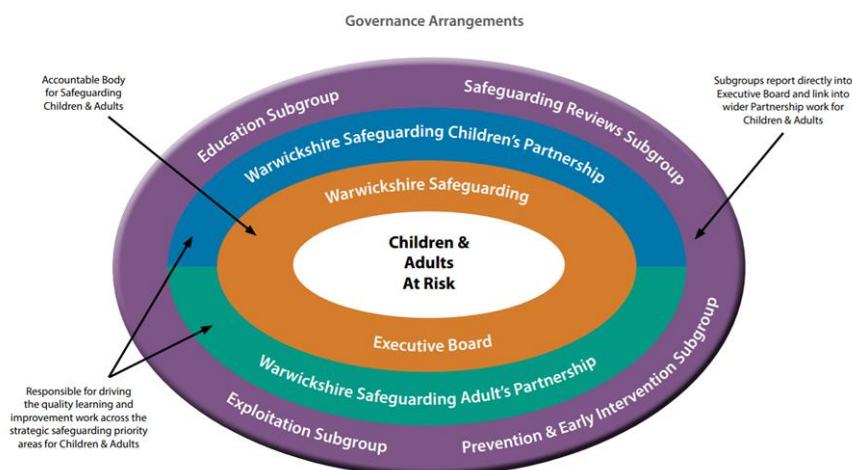 Governance Arrangements
Accountable Body
for Safeguarding
Children & Adults
Subgroups report directly into
Executive Board and link into
wider Partnership work for
Children & Adults
Education Subgroup
Safeguarding Reviews Subgroup
Warwickshire Safeguarding Children's Partnership
Warwickshire Safeguarding
Children &
Adults
At Risk
Executive Board
Warwickshire Safeguarding Adult's Partnership
Exploitation Subgroup
Prevention & Early Intervention Subgroup
Responsible for driving
the quality learning and
improvement work across the
strategic safeguarding priority
areas for Children & Adults